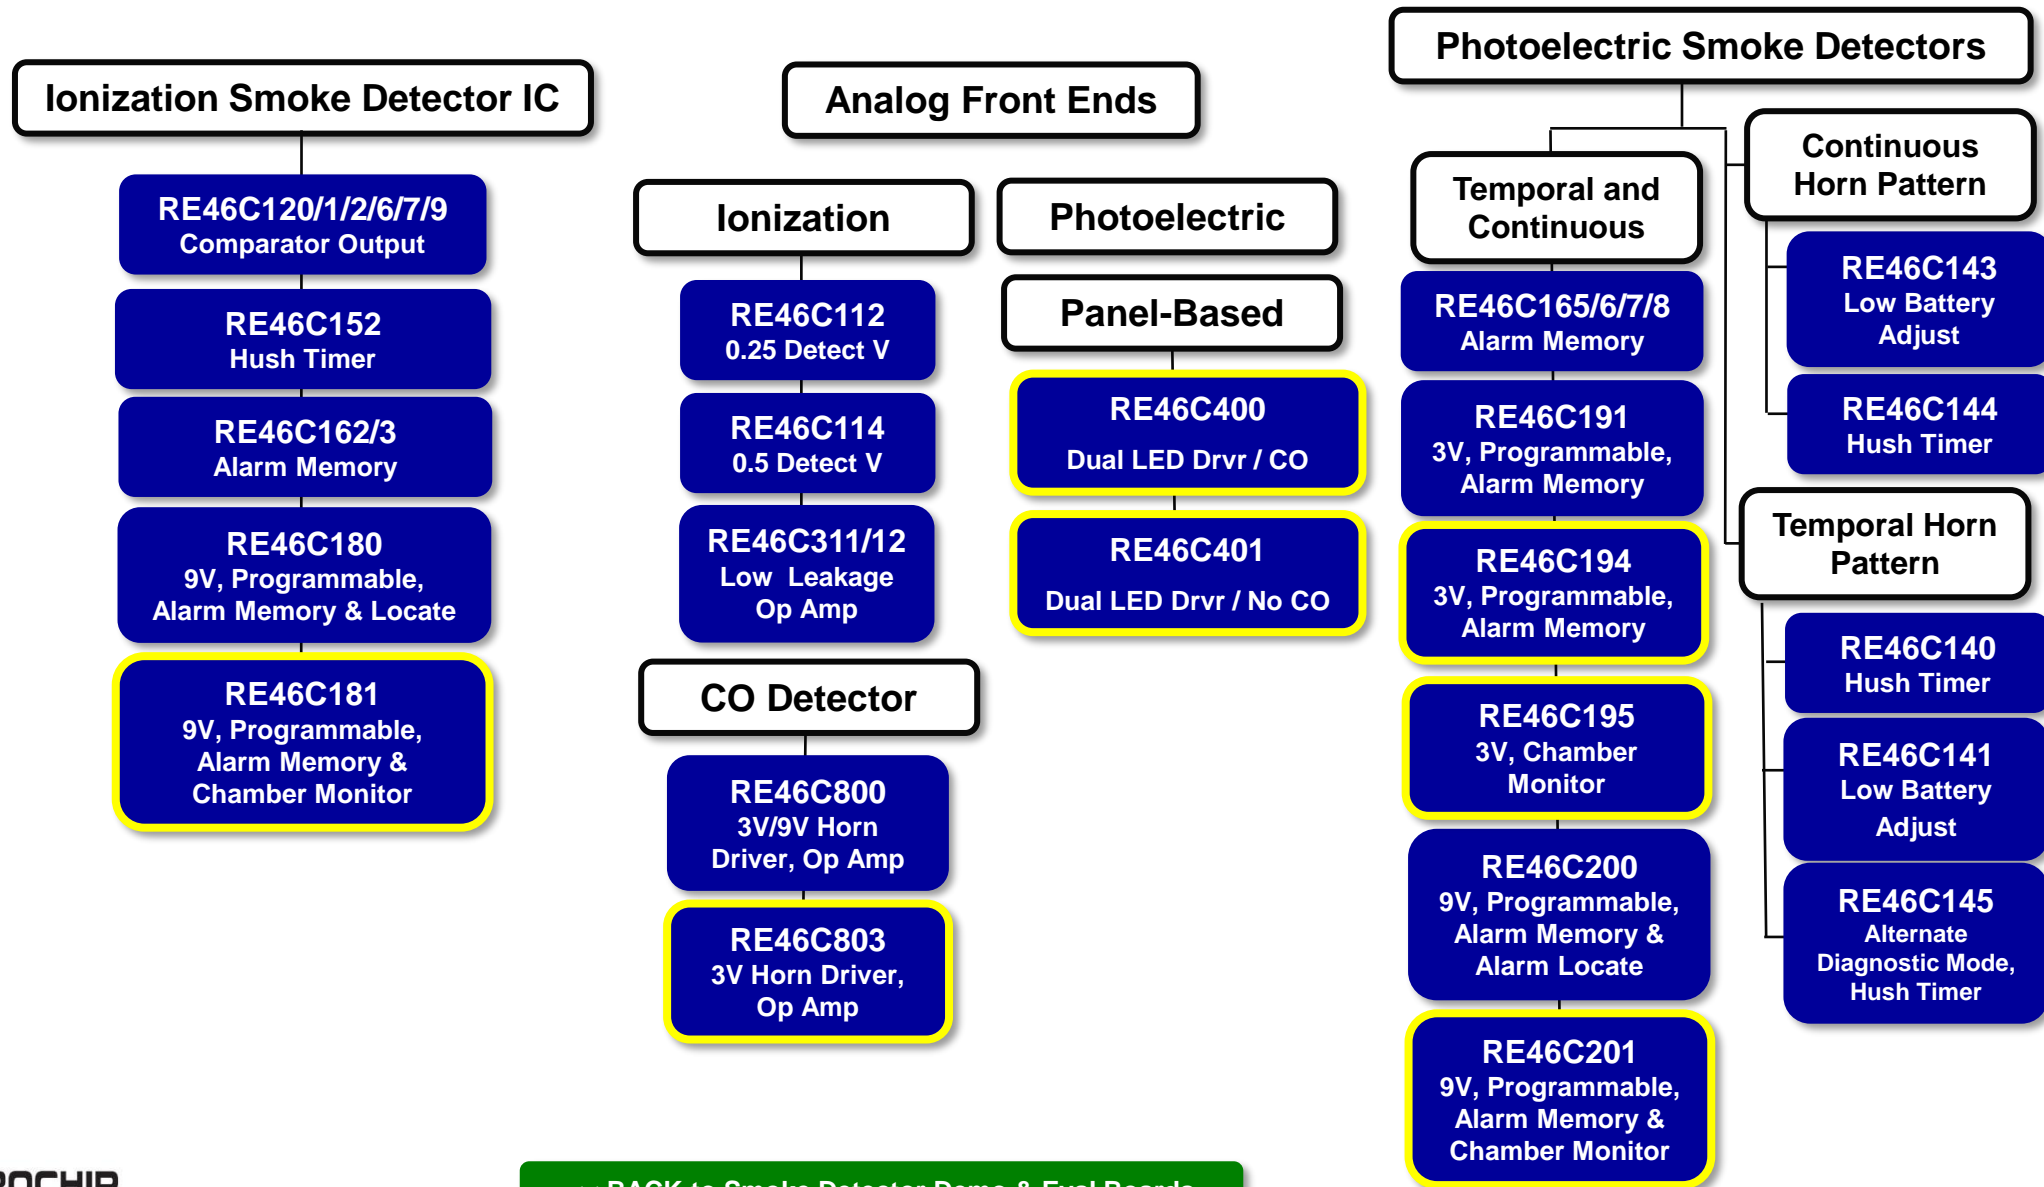 Ionization Smoke Detector IC
RE46C120/1/2/6/7/9
Comparator Output
RE46C152
Hush Timer
RE46C162/3
Alarm Memory
RE46C180
9V, Programmable,
Alarm Memory & Locate
RE46C181
9V, Programmable,
Alarm Memory &
Chamber Monitor
Analog Front Ends
Ionization
RE46C112
0.25 Detect V
RE46C114
0.5 Detect V
RE46C311/12
Low Leakage
Op Amp
CO Detector
RE46C800
3V/9V Horn
Driver, Op Amp
RE46C803
3V Horn Driver,
Op Amp
Photoelectric
Panel-Based
RE46C400
Dual LED Drvr / CO
RE46C401
Dual LED Drvr / No CO
Photoelectric Smoke Detectors
Temporal and
Continuous
RE46C165/6/7/8
Alarm Memory
RE46C191
3V, Programmable,
Alarm Memory
RE46C194
3V, Programmable,
Alarm Memory
RE46C195
3V, Chamber
Monitor
RE46C200
9V, Programmable,
Alarm Memory &
Alarm Locate
RE46C201
9V, Programmable,
Alarm Memory &
Chamber Monitor
Continuous
Horn Pattern
RE46C143
Low Battery
Adjust
RE46C144
Hush Timer
Temporal Horn
Pattern
RE46C140
Hush Timer
RE46C141
Low Battery
Adjust
RE46C145
Alternate
Diagnostic Mode,
Hush Timer
BACK to Smoke Detector Demo & Eval Boards